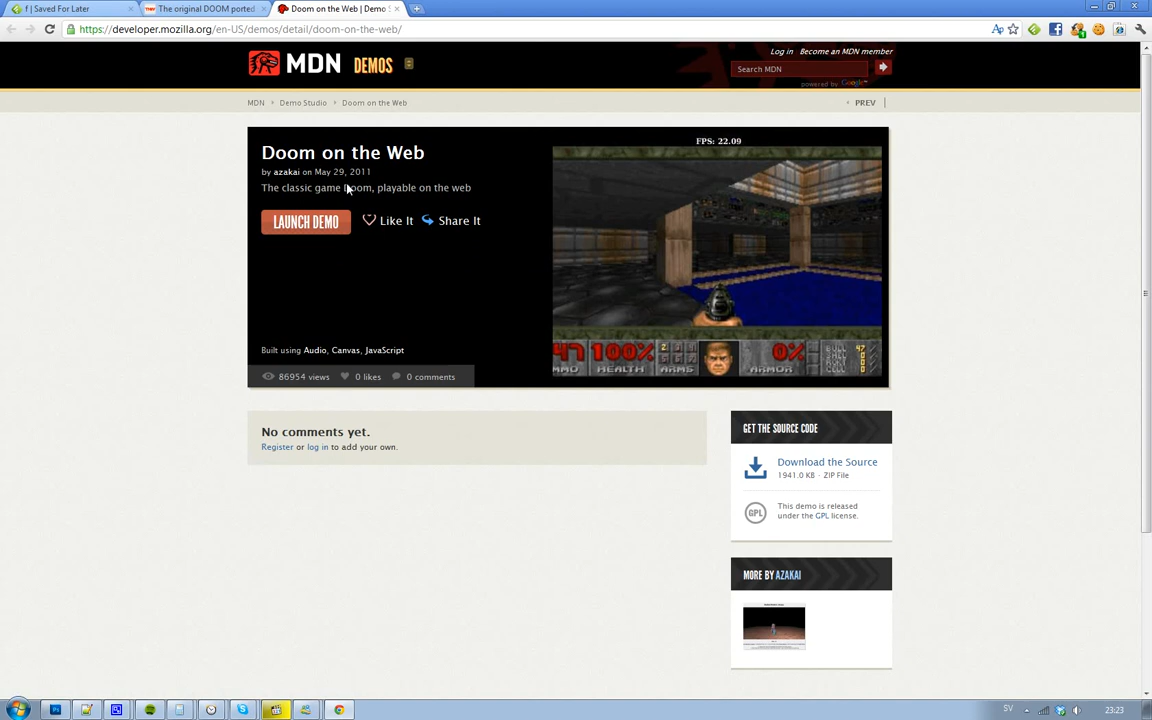 f | Saved For Later
The original DOOM ported
Doom on the Web | Demo S
https://developer.mozilla.org/en-US/demos/detail/doom-on-the-web/
Log in Become an MDN member
MDN DEMOS
Search MDN
powered by Google™
MDN Demo Studio Doom on the Web
PREV
Doom on the Web
by azakai on May 29, 2011
The classic game Doom, playable on the web
LAUNCH DEMO Like It Share It
FPS: 22.09
47 100% 0%
HEALTH ARMS ARMOR
Built using Audio, Canvas, JavaScript
86954 views 0 likes 0 comments
No comments yet.
Register or log in to add your own.
GET THE SOURCE CODE
Download the Source
1941.0 KB · ZIP File
GPL
This demo is released
under the GPL license.
MORE BY AZAKAI
SV
23:23